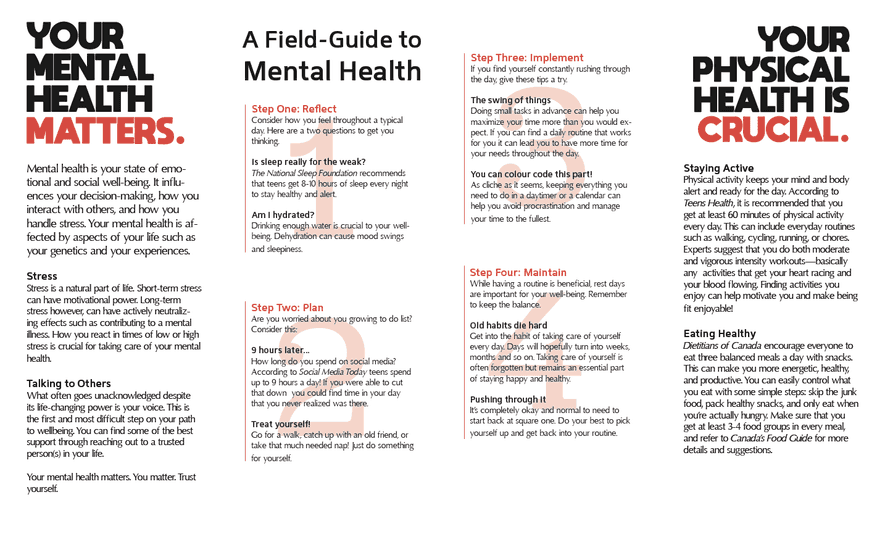 YOUR
MENTAL
HEALTH
MATTERS.
Mental health is your state of emo-
tional and social well-being. It influ-
ences your decision-making, how you
interact with others, and how you
handle stress. Your mental health is af-
fected by aspects of your life such as
your genetics and your experiences.
Stress
Stress is a natural part of life. Short-term stress
can have motivational power. Long-term
stress however, can have actively neutraliz-
ing effects such as contributing to a mental
illness. How you react in times of low or high
stress is crucial for taking care of your mental
health.
Talking to Others
What often goes unacknowledged despite
its life-changing power is your voice. This is
the first and most difficult step on your path
to wellbeing. You can find some of the best
support through reaching out to a trusted
person(s) in your life.
Your mental health matters. You matter. Trust
yourself.
A Field-Guide to
Mental Health
1
Step One: Reflect
Consider how you feel throughout a typical
day. Here are a two questions to get you
thinking.
Is sleep really for the weak?
The National Sleep Foundation recommends
that teens get 8-10 hours of sleep every night
to stay healthy and alert.
Am I hydrated?
Drinking enough water is crucial to your well-
being. Dehydration can cause mood swings
and sleepiness.
2
Step Two: Plan
Are you worried about you growing to do list?
Consider this:
9 hours later...
How long do you spend on social media?
According to Social Media Today teens spend
up to 9 hours a day! If you were able to cut
that down you could find time in your day
that you never realized was there.
Treat yourself!
Go for a walk, catch up with an old friend, or
take that much needed nap! Just do something
for yourself.
3
Step Three: Implement
If you find yourself constantly rushing through
the day, give these tips a try.
The swing of things
Doing small tasks in advance can help you
maximize your time more than you would ex-
pect. If you can find a daily routine that works
for you it can lead you to have more time for
your needs throughout the day.
You can colour code this part!
As cliche as it seems, keeping everything you
need to do in a daytimer or a calendar can
help you avoid procrastination and manage
your time to the fullest.
4
Step Four: Maintain
While having a routine is beneficial, rest days
are important for your well-being. Remember
to keep the balance.
Old habits die hard
Get into the habit of taking care of yourself
every day. Days will hopefully turn into weeks,
months and so on. Taking care of yourself is
often forgotten but remains an essential part
of staying happy and healthy.
Pushing through it
It's completely okay and normal to need to
start back at square one. Do your best to pick
yourself up and get back into your routine.
YOUR
PHYSICAL
HEALTH IS
CRUCIAL.
Staying Active
Physical activity keeps your mind and body
alert and ready for the day. According to
Teens Health, it is recommended that you
get at least 60 minutes of physical activity
every day. This can include everyday routines
such as walking, cycling, running, or chores.
Experts suggest that you do both moderate
and vigorous intensity workouts—basically
any activities that get your heart racing and
your blood flowing. Finding activities you
enjoy can help motivate you and make being
fit enjoyable!
Eating Healthy
Dietitians of Canada encourage everyone to
eat three balanced meals a day with snacks.
This can make you more energetic, healthy,
and productive. You can easily control what
you eat with some simple steps: skip the junk
food, pack healthy snacks, and only eat when
you're actually hungry. Make sure that you
get at least 3-4 food groups in every meal,
and refer to Canada's Food Guide for more
details and suggestions.